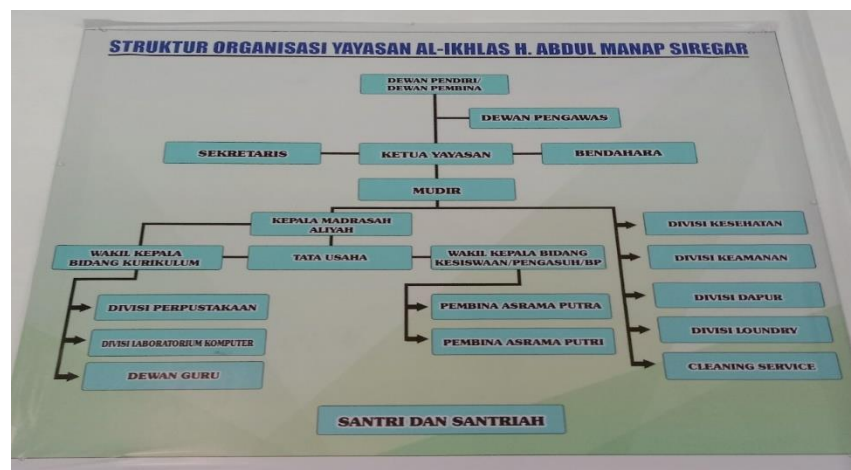 STRUKTUR ORGANISASI YAYASAN AL-IKHLAS H. ABDUL MANAP SIREGAR
DEWAN PENDIRI/
DEWAN PEMBINA
DEWAN PENGAWAS
SEKRETARIS
KETUA YAYASAN
BENDAHARA
MUDIR
KEPALA MADRASAH
ALIYAH
WAKIL KEPALA
BIDANG KURIKULUM
TATA USAHA
WAKIL KEPALA BIDANG
KESISWAAN/PENGASUH/BP
DIVISI PERPUSTAKAAN
DIVISI LABORATORIUM KOMPUTER
DEWAN GURU
PEMBINA ASRAMA PUTRA
PEMBINA ASRAMA PUTRI
DIVISI KESEHATAN
DIVISI KEAMANAN
DIVISI DAPUR
DIVISI LOUNDRY
CLEANING SERVICE
SANTRI DAN SANTRIAH